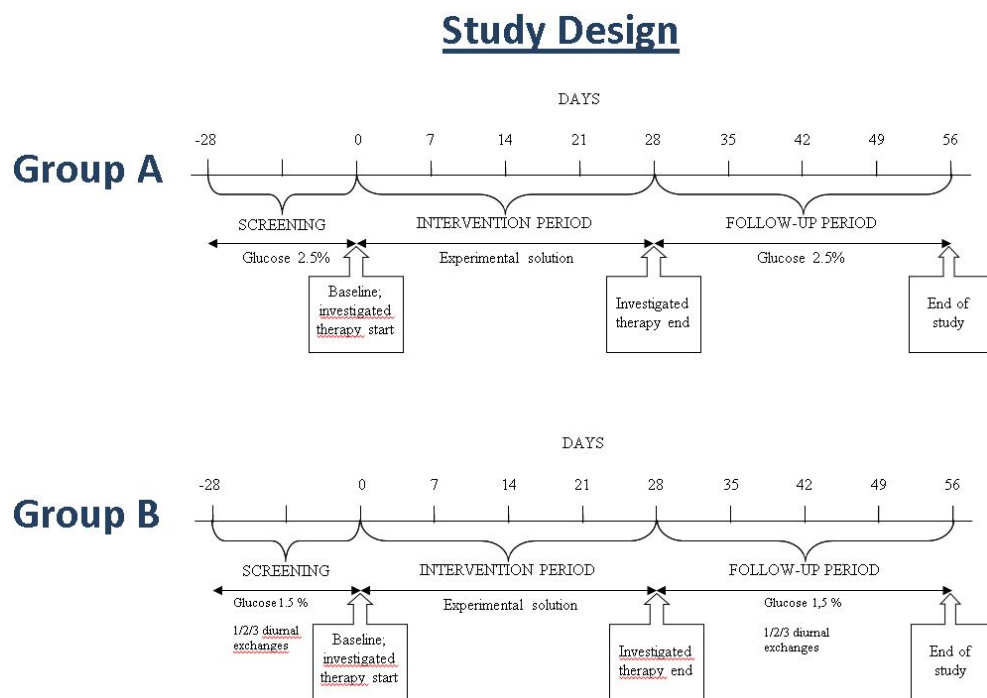 Study Design
DAYS
-28 0 7 14 21 28 35 42 49 56
Group A
SCREENING INTERVENTION PERIOD FOLLOW-UP PERIOD
Glucose 2.5% Experimental solution Glucose 2.5%
Baseline;
investigated
therapy start
Investigated
therapy end
End of
study
DAYS
-28 0 7 14 21 28 35 42 49 56
Group B
SCREENING INTERVENTION PERIOD FOLLOW-UP PERIOD
Glucose 1.5 % Experimental solution Glucose 1,5 %
1/2/3 diurnal
exchanges
1/2/3 diurnal
exchanges
Baseline;
investigated
therapy start
Investigated
therapy end
End of
study